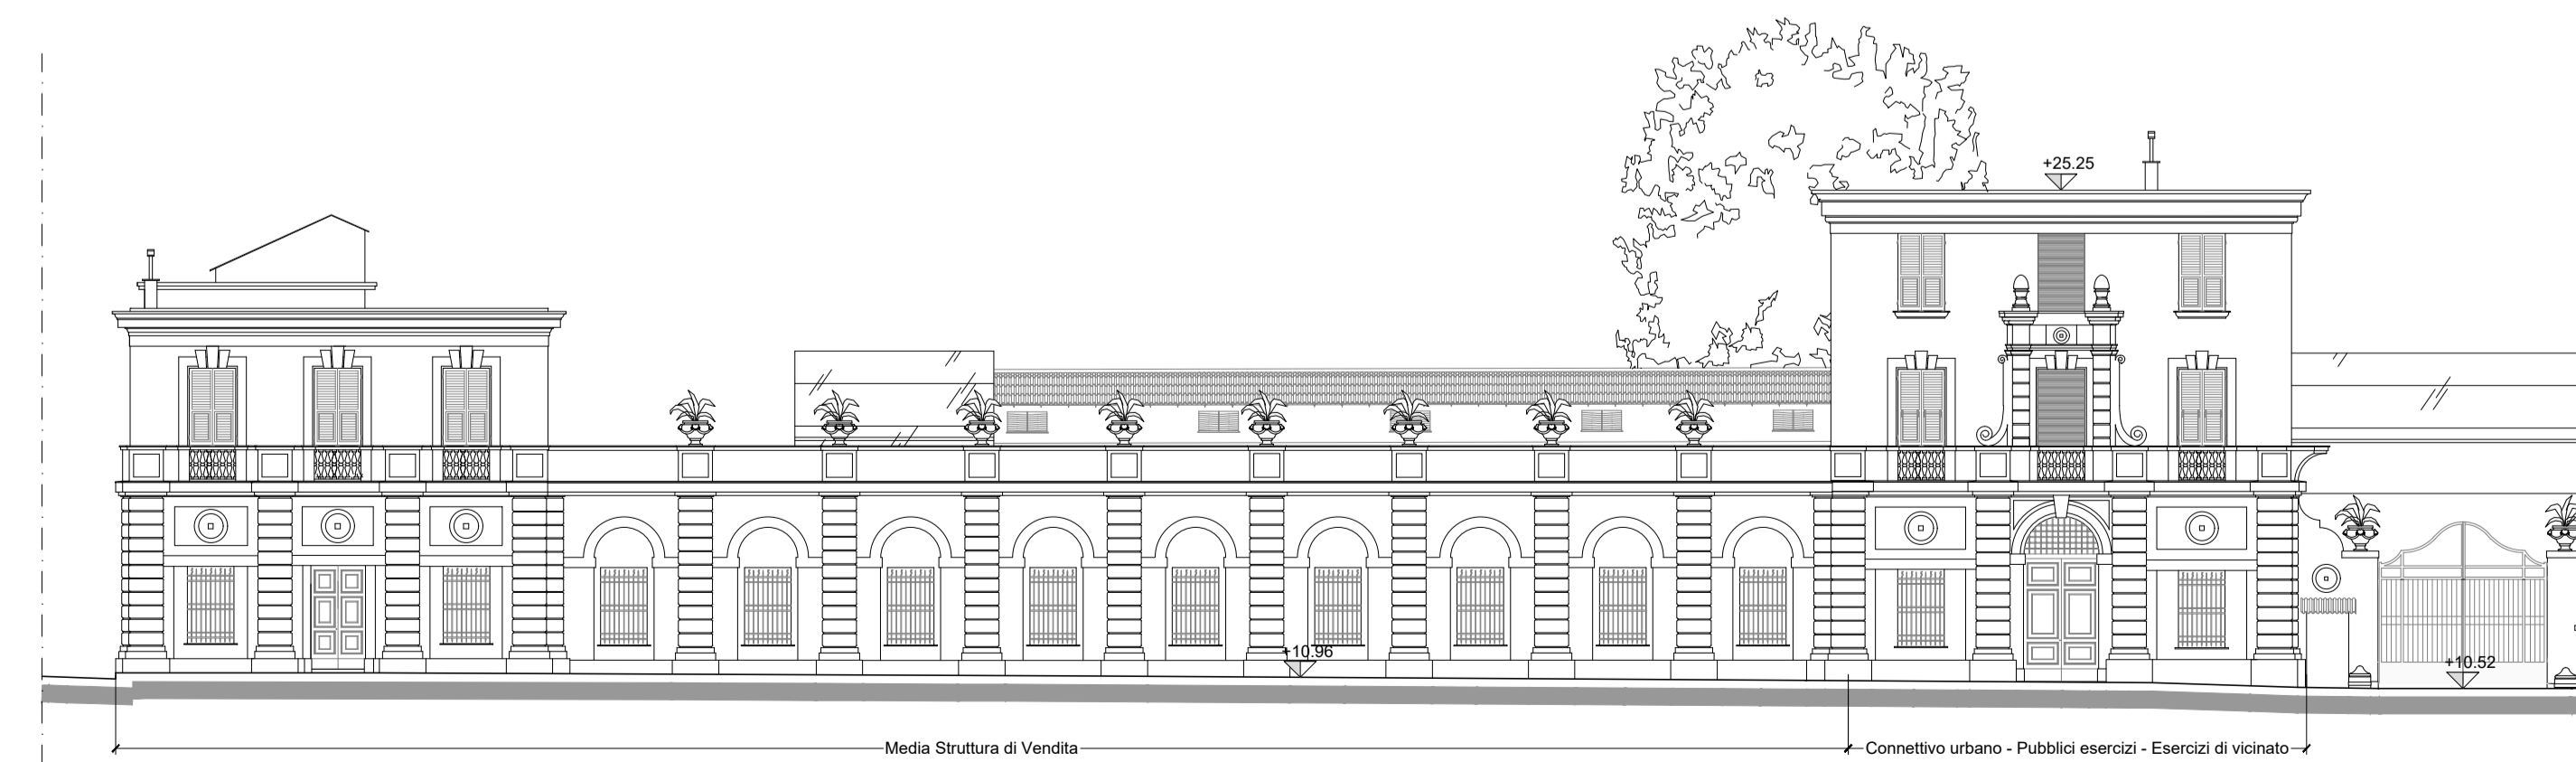 +25.25
+10.96
+10.52
Media Struttura di Vendita
Connettivo urbano - Pubblici esercizi - Esercizi di vicinato